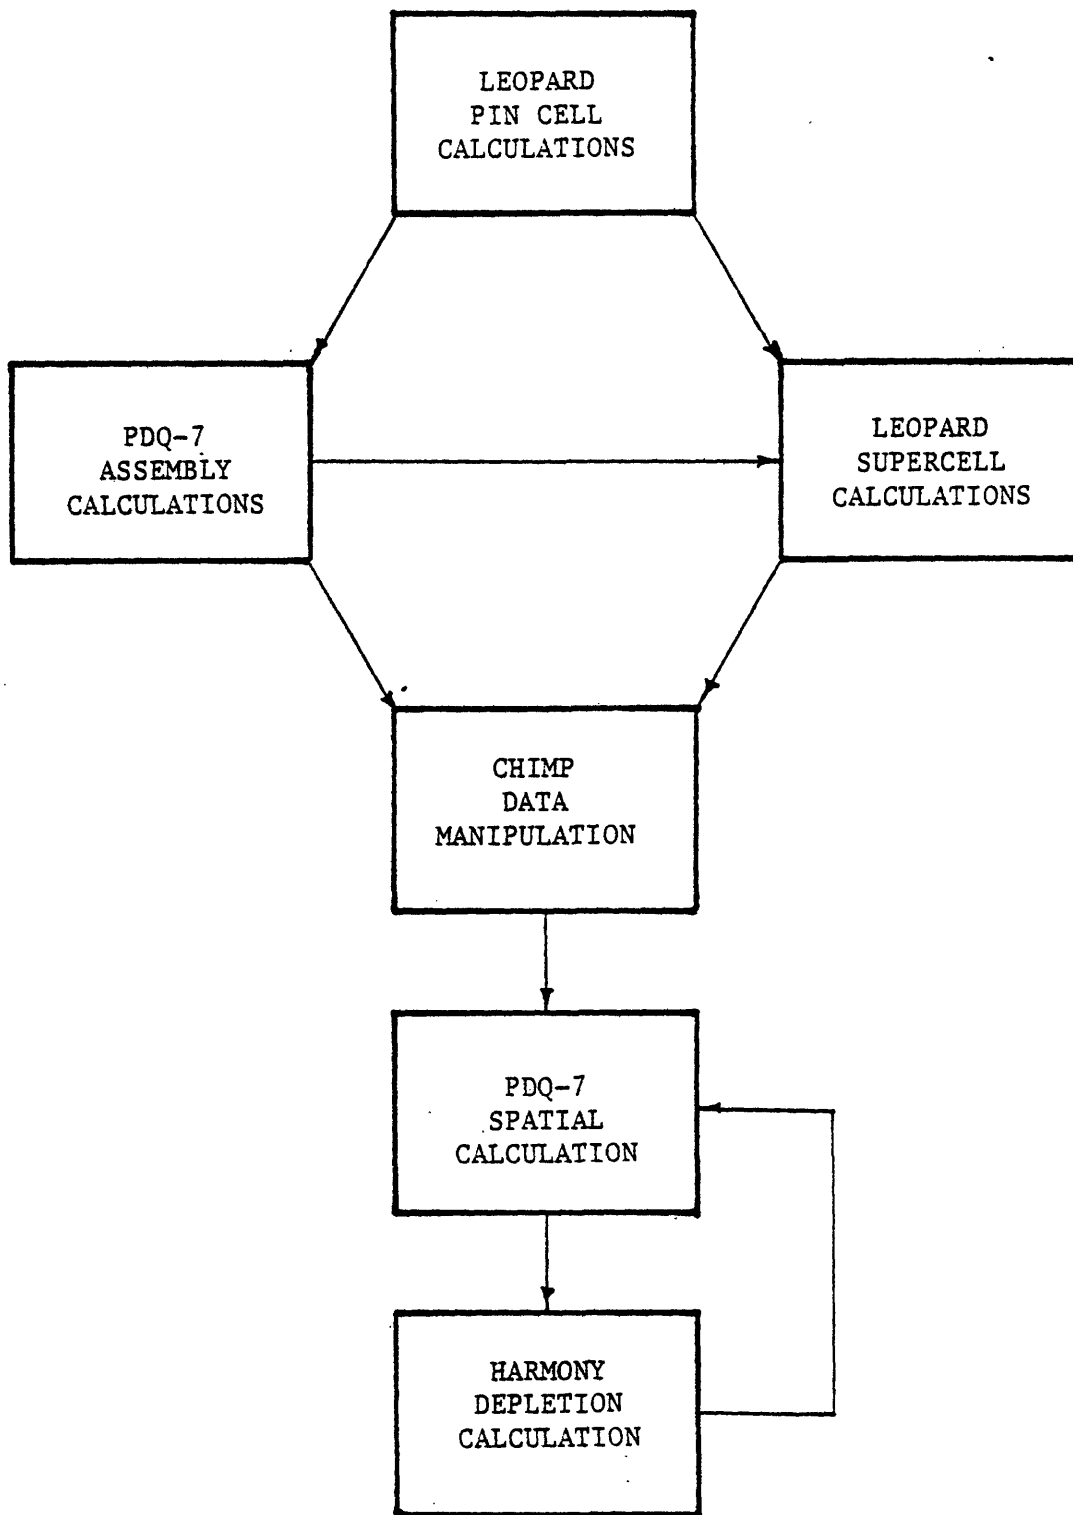 LEOPARD
PIN CELL
CALCULATIONS
PDQ-7
ASSEMBLY
CALCULATIONS
LEOPARD
SUPERCELL
CALCULATIONS
CHIMP
DATA
MANIPULATION
PDQ-7
SPATIAL
CALCULATION
HARMONY
DEPLETION
CALCULATION